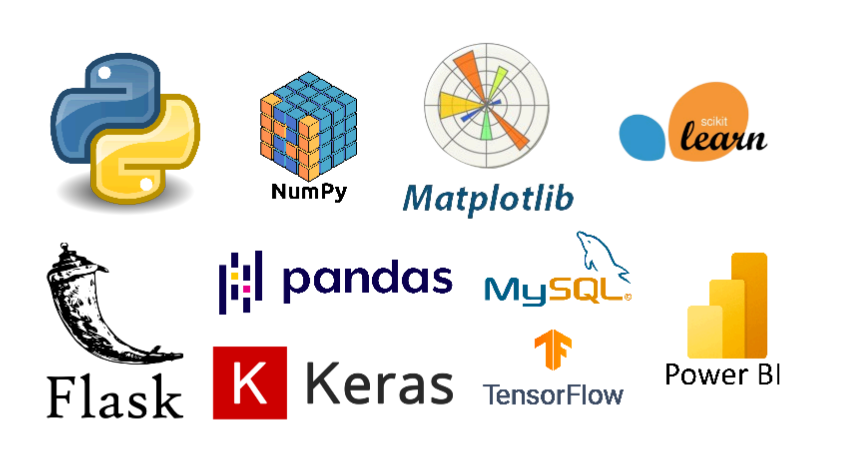 NumPy
Matplotlib
scikit
learn
pandas
MySQL®
Flask
K Keras
TensorFlow
Power BI